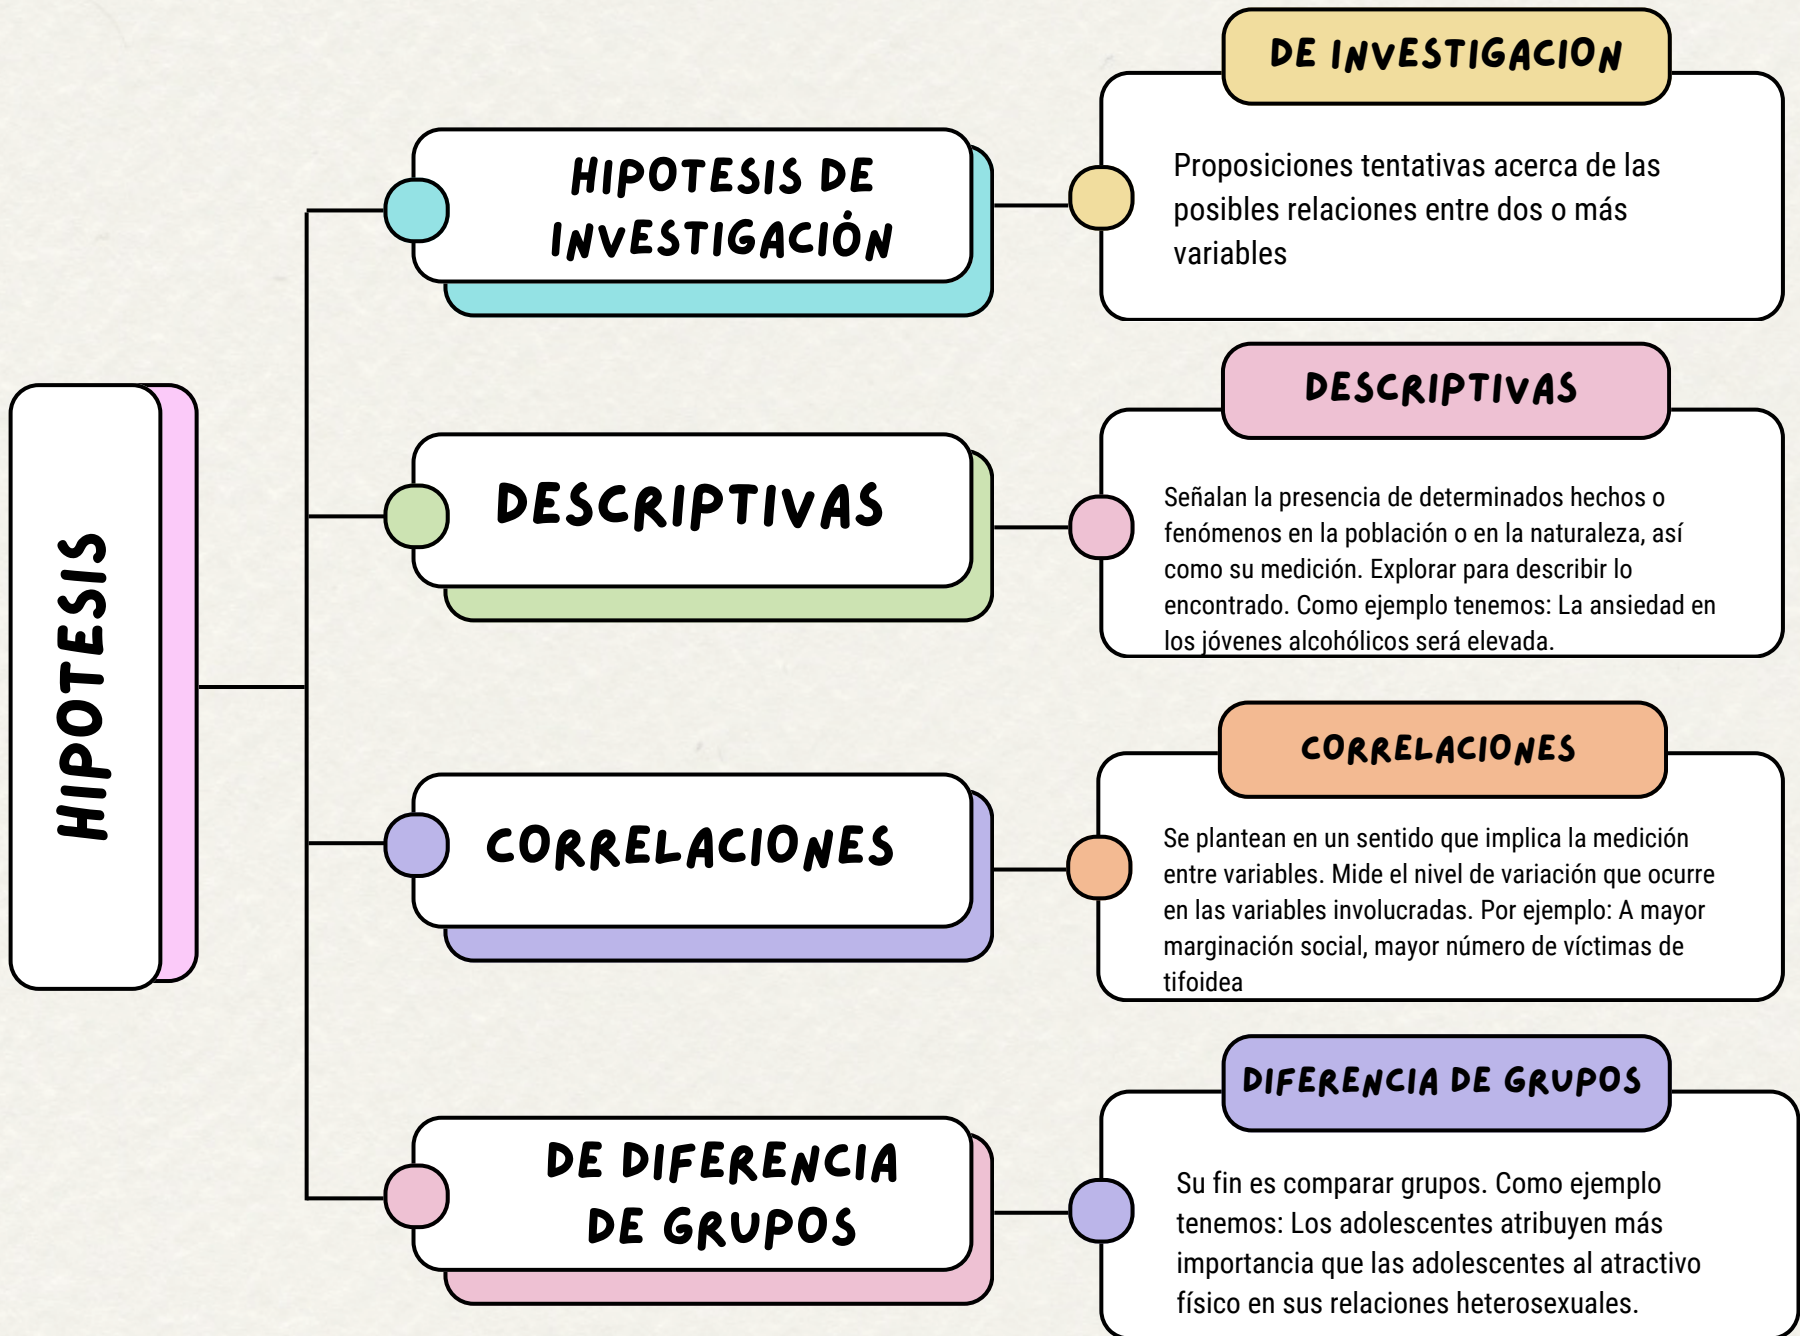 HIPOTESIS
HIPOTESIS DE
INVESTIGACIÓN
DE INVESTIGACION
Proposiciones tentativas acerca de las
posibles relaciones entre dos o más
variables
DESCRIPTIVAS
DESCRIPTIVAS
Señalan la presencia de determinados hechos o
fenómenos en la población o en la naturaleza, así
como su medición. Explorar para describir lo
encontrado. Como ejemplo tenemos: La ansiedad en
los jóvenes alcohólicos será elevada.
CORRELACIONES
CORRELACIONES
Se plantean en un sentido que implica la medición
entre variables. Mide el nivel de variación que ocurre
en las variables involucradas. Por ejemplo: A mayor
marginación social, mayor número de víctimas de
tifoidea
DE DIFERENCIA
DE GRUPOS
DIFERENCIA DE GRUPOS
Su fin es comparar grupos. Como ejemplo
tenemos: Los adolescentes atribuyen más
importancia que las adolescentes al atractivo
físico en sus relaciones heterosexuales.